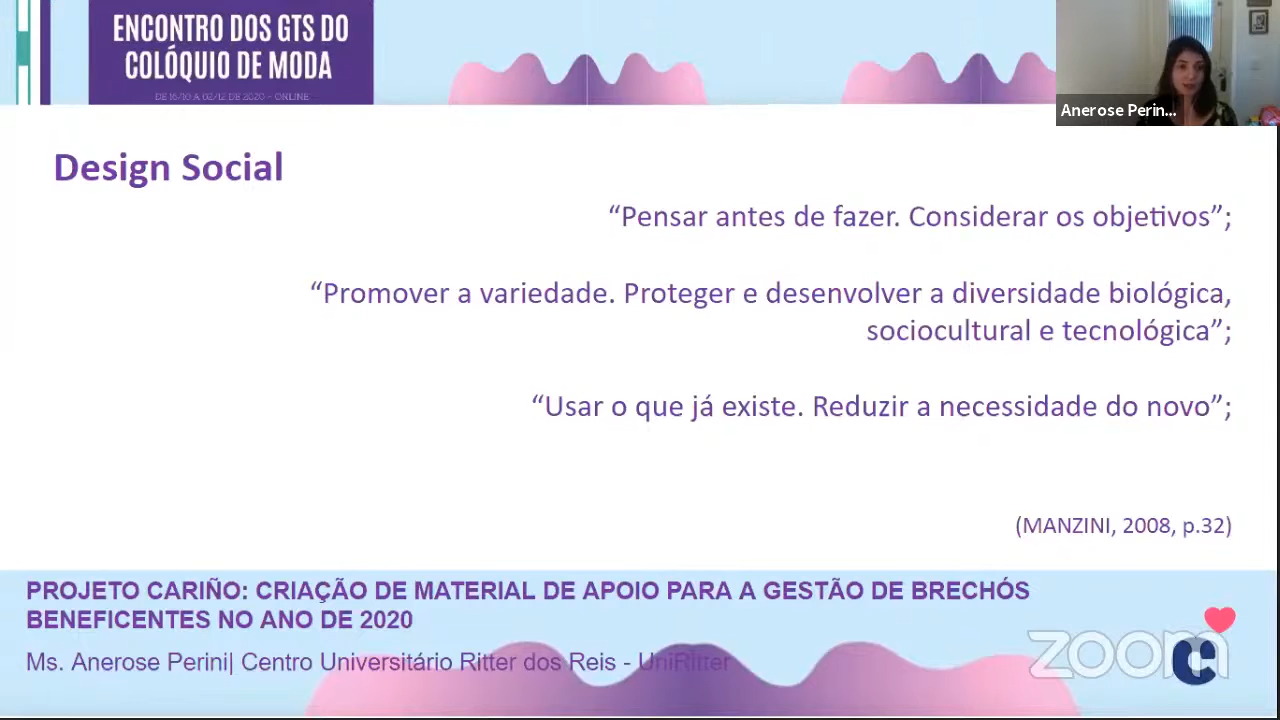 ENCONTRO DOS GTS DO
COLÓQUIO DE MODA
DE 16/10 A 02/12 DE 2020 - ONLINE
Anerose Perin...
Design Social
“Pensar antes de fazer. Considerar os objetivos”;
“Promover a variedade. Proteger e desenvolver a diversidade biológica,
sociocultural e tecnológica”;
“Usar o que já existe. Reduzir a necessidade do novo”;
(MANZINI, 2008, p.32)
PROJETO CARIÑO: CRIAÇÃO DE MATERIAL DE APOIO PARA A GESTÃO DE BRECHÓS
BENEFICENTES NO ANO DE 2020
Ms. Anerose Perini| Centro Universitário Ritter dos Reis - UniRitter
zoom
C